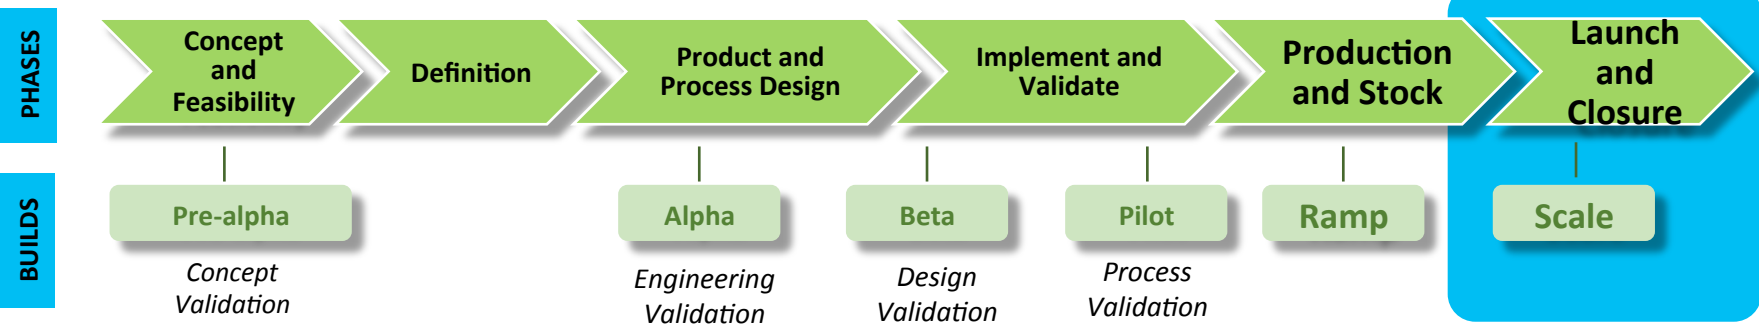 PHASES
Concept
and
Feasibility
Definition
Product and
Process Design
Implement and
Validate
Production
and Stock
Launch
and
Closure
BUILDS
Pre-alpha
Alpha
Beta
Pilot
Ramp
Scale
Concept
Validation
Engineering
Validation
Design
Validation
Process
Validation